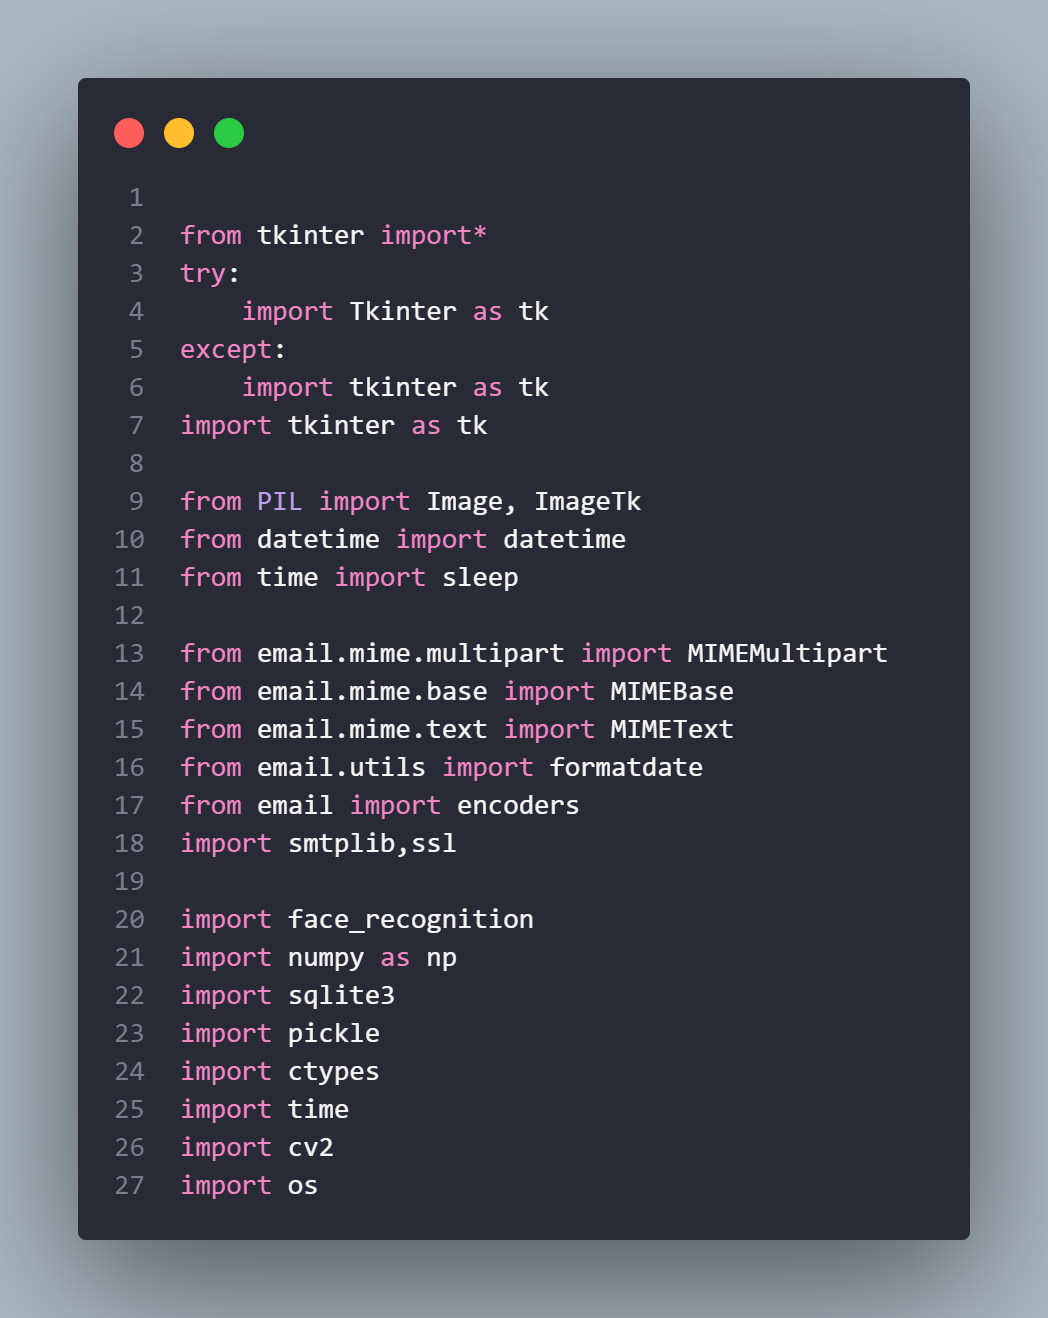 1
2 from tkinter import*
3 try:
4     import Tkinter as tk
5 except:
6     import tkinter as tk
7 import tkinter as tk
8
9 from PIL import Image, ImageTk
10 from datetime import datetime
11 from time import sleep
12
13 from email.mime.multipart import MIMEMultipart
14 from email.mime.base import MIMEBase
15 from email.mime.text import MIMEText
16 from email.utils import formatdate
17 from email import encoders
18 import smtplib,ssl
19
20 import face_recognition
21 import numpy as np
22 import sqlite3
23 import pickle
24 import ctypes
25 import time
26 import cv2
27 import os